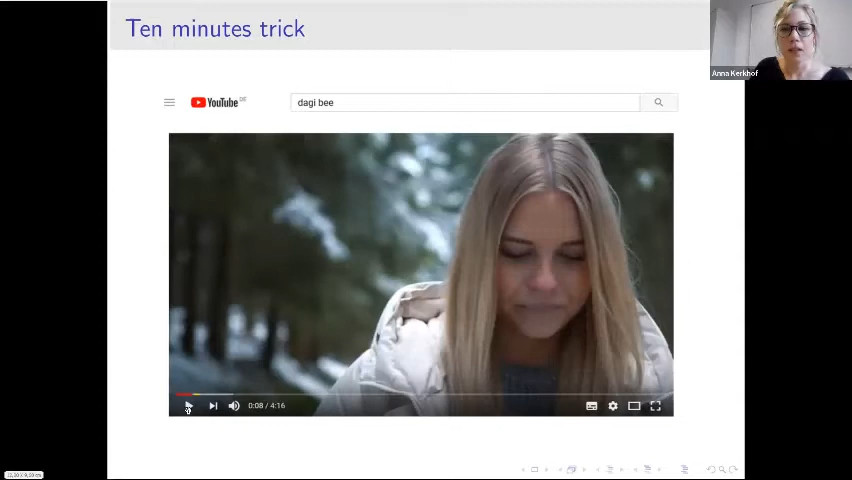 Ten minutes trick
Anna Kerkhof
YouTube
dagi bee
0:08 / 4:16